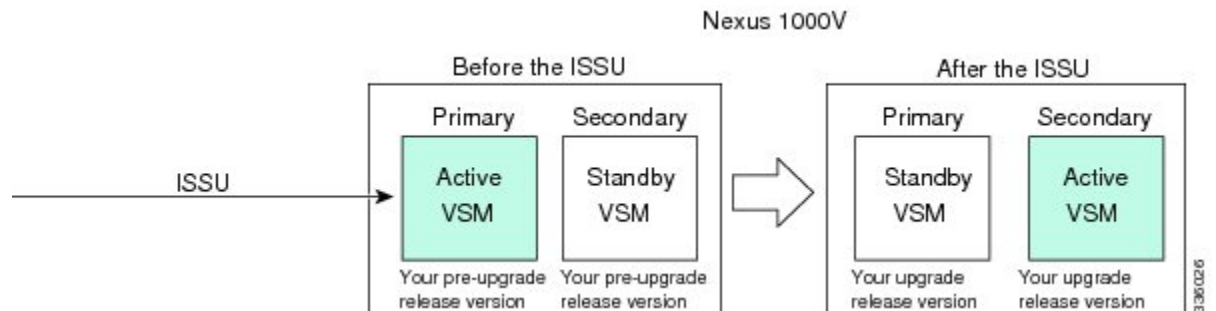 Nexus 1000V
Before the ISSU
After the ISSU
Primary
Secondary
Primary
Secondary
ISSU
Active
VSM
Standby
VSM
Standby
VSM
Active
VSM
Your pre-upgrade
release version
Your pre-upgrade
release version
Your upgrade
release version
Your upgrade
release version
336026